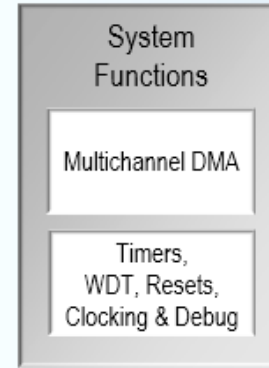 System
Functions
Multichannel DMA
Timers,
WDT, Resets,
Clocking & Debug